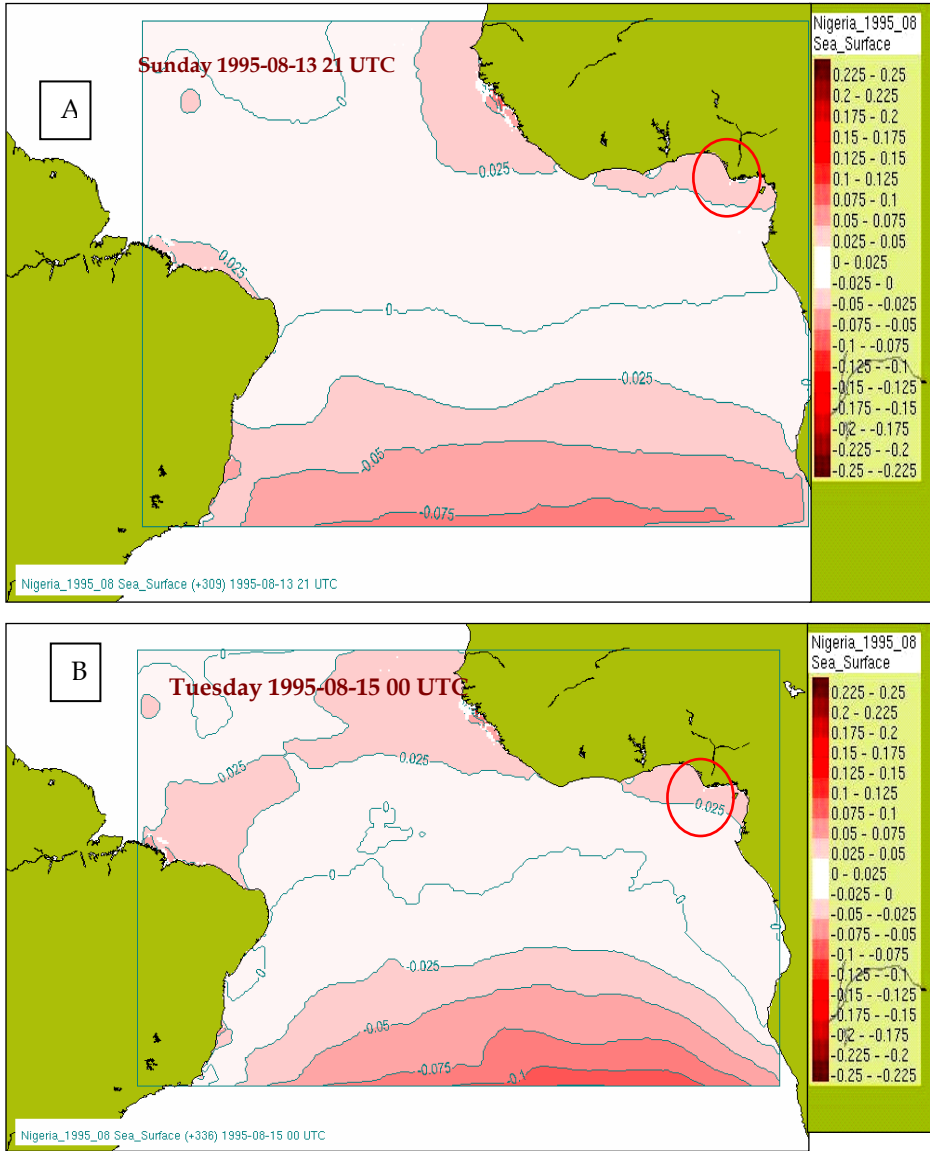 A
Sunday 1995-08-13 21 UTC
0
0.025
0.025
0
0
-0.025
-0.05
-0.075
Nigeria_1995_08 Sea_Surface (+309) 1995-08-13 21 UTC
Nigeria_1995_08
Sea_Surface
0.225 - 0.25
0.2 - 0.225
0.175 - 0.2
0.15 - 0.175
0.125 - 0.15
0.1 - 0.125
0.075 - 0.1
0.05 - 0.075
0.025 - 0.05
0 - 0.025
-0.025 - 0
-0.05 - -0.025
-0.075 - -0.05
-0.1 - -0.075
-0.125 - -0.1
-0.15 - -0.125
-0.175 - -0.15
-0.2 - -0.175
-0.225 - -0.2
-0.25 - -0.225
B
Tuesday 1995-08-15 00 UTC
0
0
0.025
0.025
0.025
0
0
0
0
0
-0.025
-0.05
-0.075
-0.1
Nigeria_1995_08 Sea_Surface (+336) 1995-08-15 00 UTC
Nigeria_1995_08
Sea_Surface
0.225 - 0.25
0.2 - 0.225
0.175 - 0.2
0.15 - 0.175
0.125 - 0.15
0.1 - 0.125
0.075 - 0.1
0.05 - 0.075
0.025 - 0.05
0 - 0.025
-0.025 - 0
-0.05 - -0.025
-0.075 - -0.05
-0.1 - -0.075
-0.125 - -0.1
-0.15 - -0.125
-0.175 - -0.15
-0.2 - -0.175
-0.225 - -0.2
-0.25 - -0.225